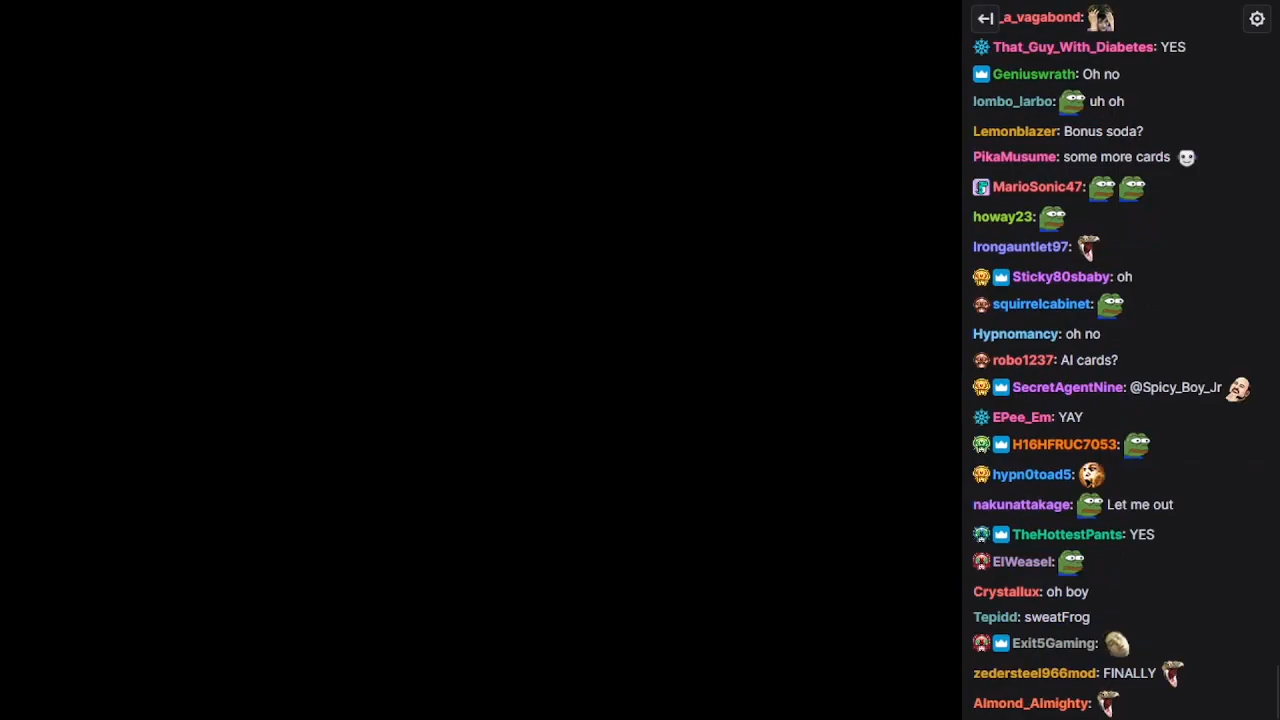 _a_vagabond:
That_Guy_With_Diabetes: YES
Geniuswrath: Oh no
lombo_larbo: uh oh
Lemonblazer: Bonus soda?
PikaMusume: some more cards
MarioSonic47:
howay23:
Irongauntlet97:
Sticky80sbaby: oh
squirrelcabinet:
Hypnomancy: oh no
robo1237: AI cards?
SecretAgentNine: @Spicy_Boy_Jr
EPee_Em: YAY
H16HFRUC7053:
hypn0toad5:
nakunattakage: Let me out
TheHottestPants: YES
ElWeasel:
Crystallux: oh boy
Tepidd: sweatFrog
Exit5Gaming:
zedersteel966mod: FINALLY
Almond_Almighty: